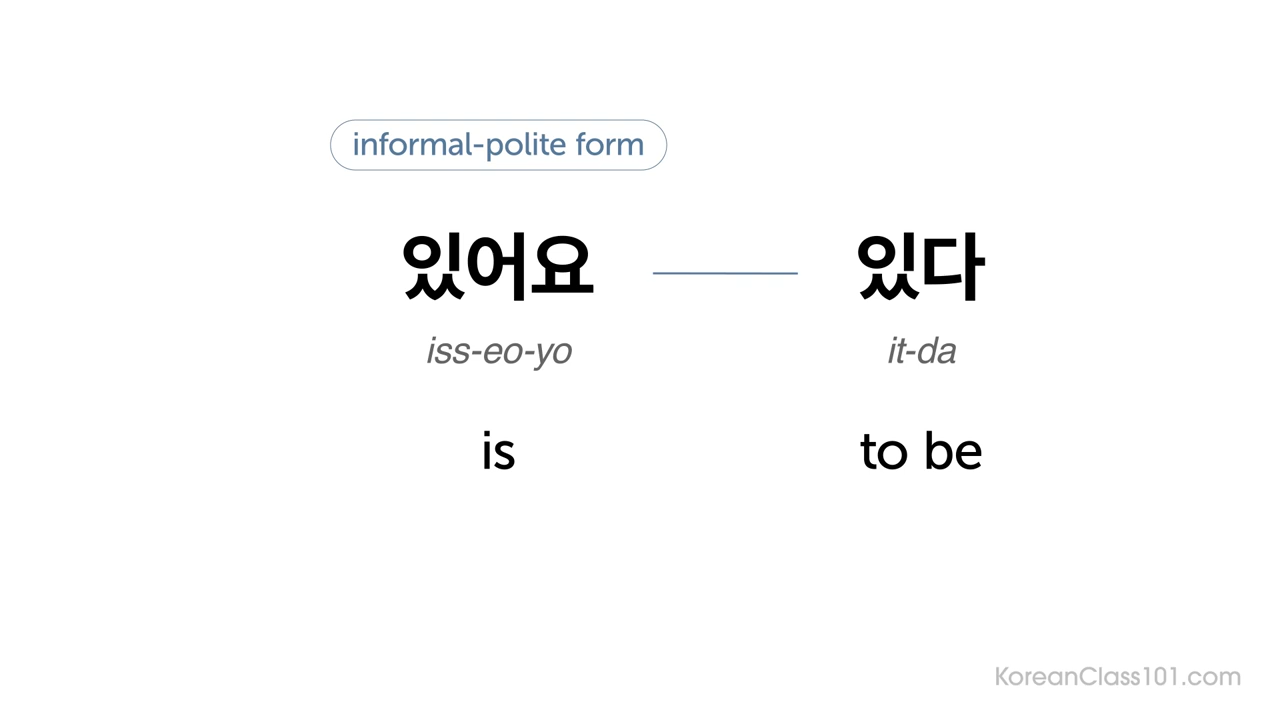 informal-polite form
있어요 있다
iss-eo-yo it-da
is to be
KoreanClass101.com